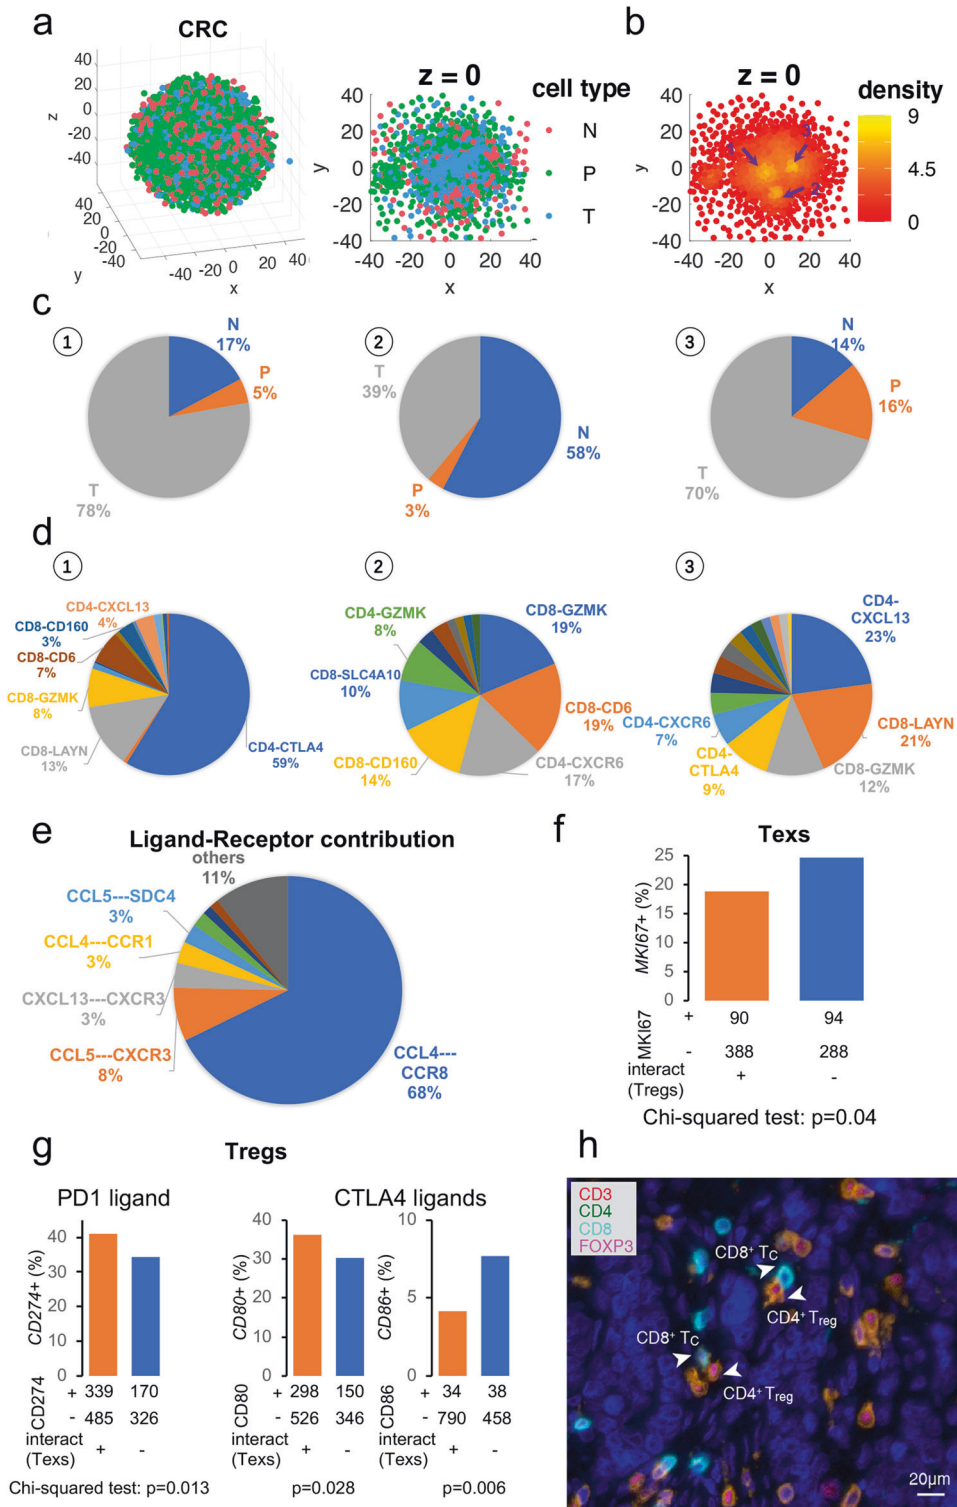 a
CRC
40
20
0
-20
-40
z
40
20
0
-20
-40
y
-40 -20 0 20 40
x
z = 0
40
20
0
-20
-40
y
-40 -20 0 20 40
x
cell type
N
P
T
b
z = 0
40
20
0
-20
-40
y
-40 -20 0 20 40
x
1
3
2
density
9
4.5
0
c
1
N
17%
P
5%
T
78%
2
T
39%
N
58%
P
3%
3
N
14%
P
16%
T
70%
d
1
CD4-CXCL13
4%
CD8-CD160
3%
CD8-CD6
7%
CD8-GZMK
8%
CD8-LAYN
13%
CD4-CTLA4
59%
2
CD4-GZMK
8%
CD8-GZMK
19%
CD8-SLC4A10
10%
CD8-CD6
19%
CD8-CD160
14%
CD4-CXCR6
17%
3
CD4-
CXCL13
23%
CD8-LAYN
21%
CD4-CXCR6
7%
CD4-
CTLA4
9%
CD8-GZMK
12%
e
Ligand-Receptor contribution
others
11%
CCL5---SDC4
3%
CCL4---CCR1
3%
CXCL13---CXCR3
3%
CCL5---CXCR3
8%
CCL4---
CCR8
68%
f
Texs
MKI67+ (%)
25
20
15
10
5
0
MKI67
+ 90 94
- 388 288
interact
(Tregs)
+ -
Chi-squared test: p=0.04
g
Tregs
PD1 ligand
CTLA4 ligands
CD274+ (%)
40
30
20
10
0
CD274
+ 339 170
- 485 326
interact
(Texs)
+ -
Chi-squared test: p=0.013
CD80+ (%)
40
30
20
10
0
CD80
+ 298 150
- 526 346
interact
(Texs)
+ -
p=0.028
CD86+ (%)
10
5
0
CD86
+ 34 38
- 790 458
+ -
p=0.006
h
CD3
CD4
CD8
FOXP3
CD8+ TC
CD4+ Treg
CD8+ TC
CD4+ Treg
20μm